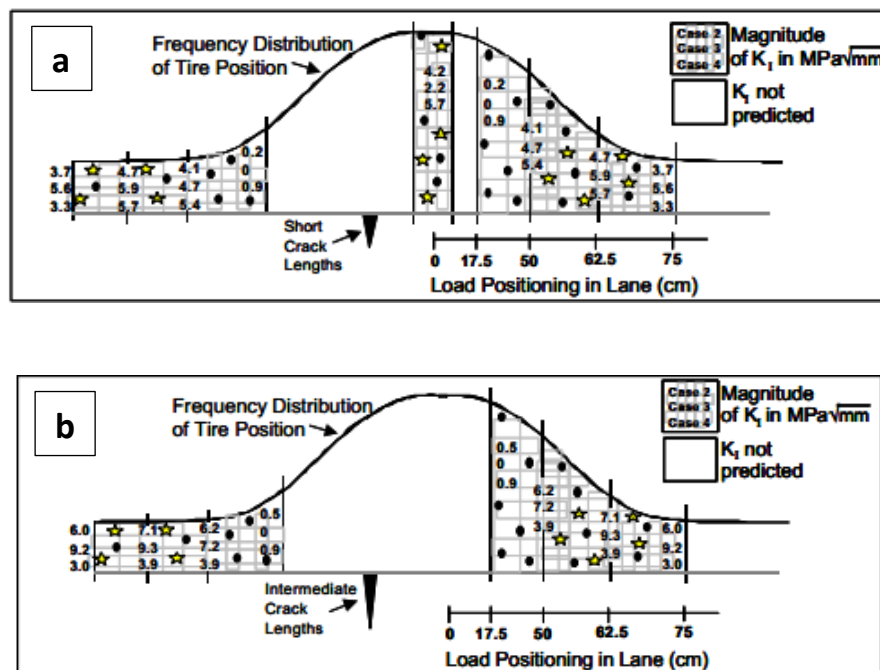 a
Frequency Distribution
of Tire Position
Case 2
Case 3
Case 4
Magnitude
of K_I in MPa√mm
K_I not
predicted
4.2
2.2
5.7
0.2
0
0.9
4.1
4.7
5.4
4.7
5.9
5.7
3.7
5.6
3.3
3.7
5.6
3.3
4.7
5.9
5.7
4.1
4.7
5.4
0.2
0
0.9
Short
Crack
Lengths
0 17.5 50 62.5 75
Load Positioning in Lane (cm)
b
Frequency Distribution
of Tire Position
Case 2
Case 3
Case 4
Magnitude
of K_I in MPa√mm
K_I not
predicted
0.5
0
0.9
6.2
7.2
3.9
7.1
9.3
3.9
6.0
9.2
3.0
6.0
9.2
3.0
7.1
9.3
3.9
6.2
7.2
3.9
0.5
0
0.9
Intermediate
Crack
Lengths
0 17.5 50 62.5 75
Load Positioning in Lane (cm)